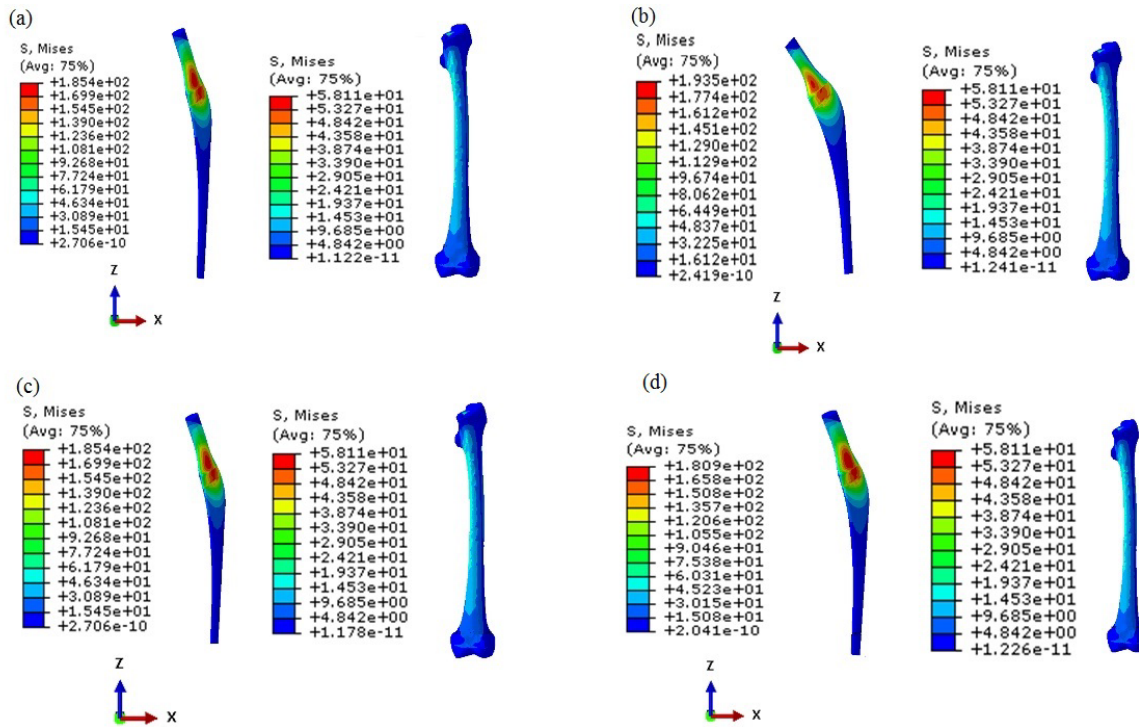 (a)
S, Mises
(Avg: 75%)
+1.854e+02
+1.699e+02
+1.545e+02
+1.390e+02
+1.236e+02
+1.081e+02
+9.268e+01
+7.724e+01
+6.179e+01
+4.634e+01
+3.089e+01
+1.545e+01
+2.706e-10
S, Mises
(Avg: 75%)
+5.811e+01
+5.327e+01
+4.842e+01
+4.358e+01
+3.874e+01
+3.390e+01
+2.905e+01
+2.421e+01
+1.937e+01
+1.453e+01
+9.685e+00
+4.842e+00
+1.122e-11
Z
X
(b)
S, Mises
(Avg: 75%)
+1.935e+02
+1.774e+02
+1.612e+02
+1.451e+02
+1.290e+02
+1.129e+02
+9.674e+01
+8.062e+01
+6.449e+01
+4.837e+01
+3.225e+01
+1.612e+01
+2.419e-10
S, Mises
(Avg: 75%)
+5.811e+01
+5.327e+01
+4.842e+01
+4.358e+01
+3.874e+01
+3.390e+01
+2.905e+01
+2.421e+01
+1.937e+01
+1.453e+01
+9.685e+00
+4.842e+00
+1.241e-11
Z
X
(c)
S, Mises
(Avg: 75%)
+1.854e+02
+1.699e+02
+1.545e+02
+1.390e+02
+1.236e+02
+1.081e+02
+9.268e+01
+7.724e+01
+6.179e+01
+4.634e+01
+3.089e+01
+1.545e+01
+2.706e-10
S, Mises
(Avg: 75%)
+5.811e+01
+5.327e+01
+4.842e+01
+4.358e+01
+3.874e+01
+3.390e+01
+2.905e+01
+2.421e+01
+1.937e+01
+1.453e+01
+9.685e+00
+4.842e+00
+1.178e-11
Z
X
(d)
S, Mises
(Avg: 75%)
+1.809e+02
+1.658e+02
+1.508e+02
+1.357e+02
+1.206e+02
+1.055e+02
+9.046e+01
+7.538e+01
+6.031e+01
+4.523e+01
+3.015e+01
+1.508e+01
+2.041e-10
S, Mises
(Avg: 75%)
+5.811e+01
+5.327e+01
+4.842e+01
+4.358e+01
+3.874e+01
+3.390e+01
+2.905e+01
+2.421e+01
+1.937e+01
+1.453e+01
+9.685e+00
+4.842e+00
+1.226e-11
Z
X